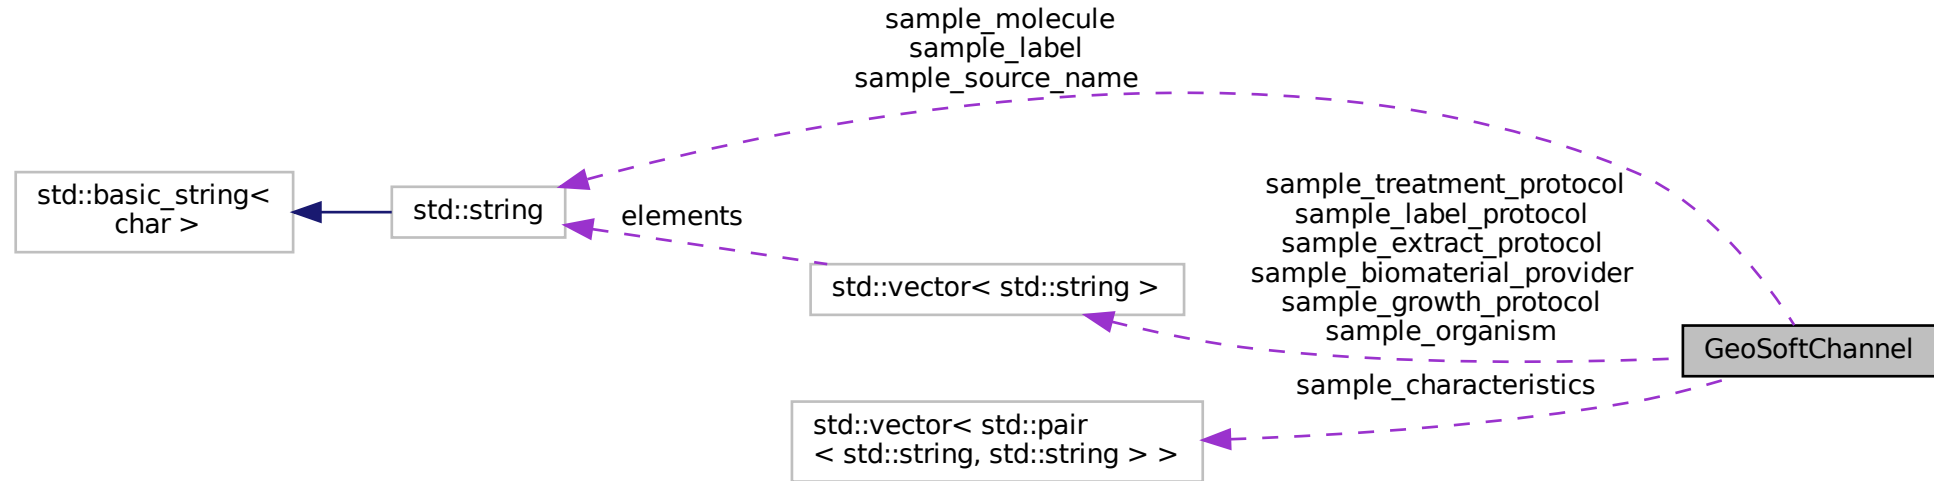 sample_molecule
sample_label
sample_source_name
std::basic_string<
char >
std::string
elements
std::vector< std::string >
sample_treatment_protocol
sample_label_protocol
sample_extract_protocol
sample_biomaterial_provider
sample_growth_protocol
sample_organism
GeoSoftChannel
sample_characteristics
std::vector< std::pair
< std::string, std::string > >